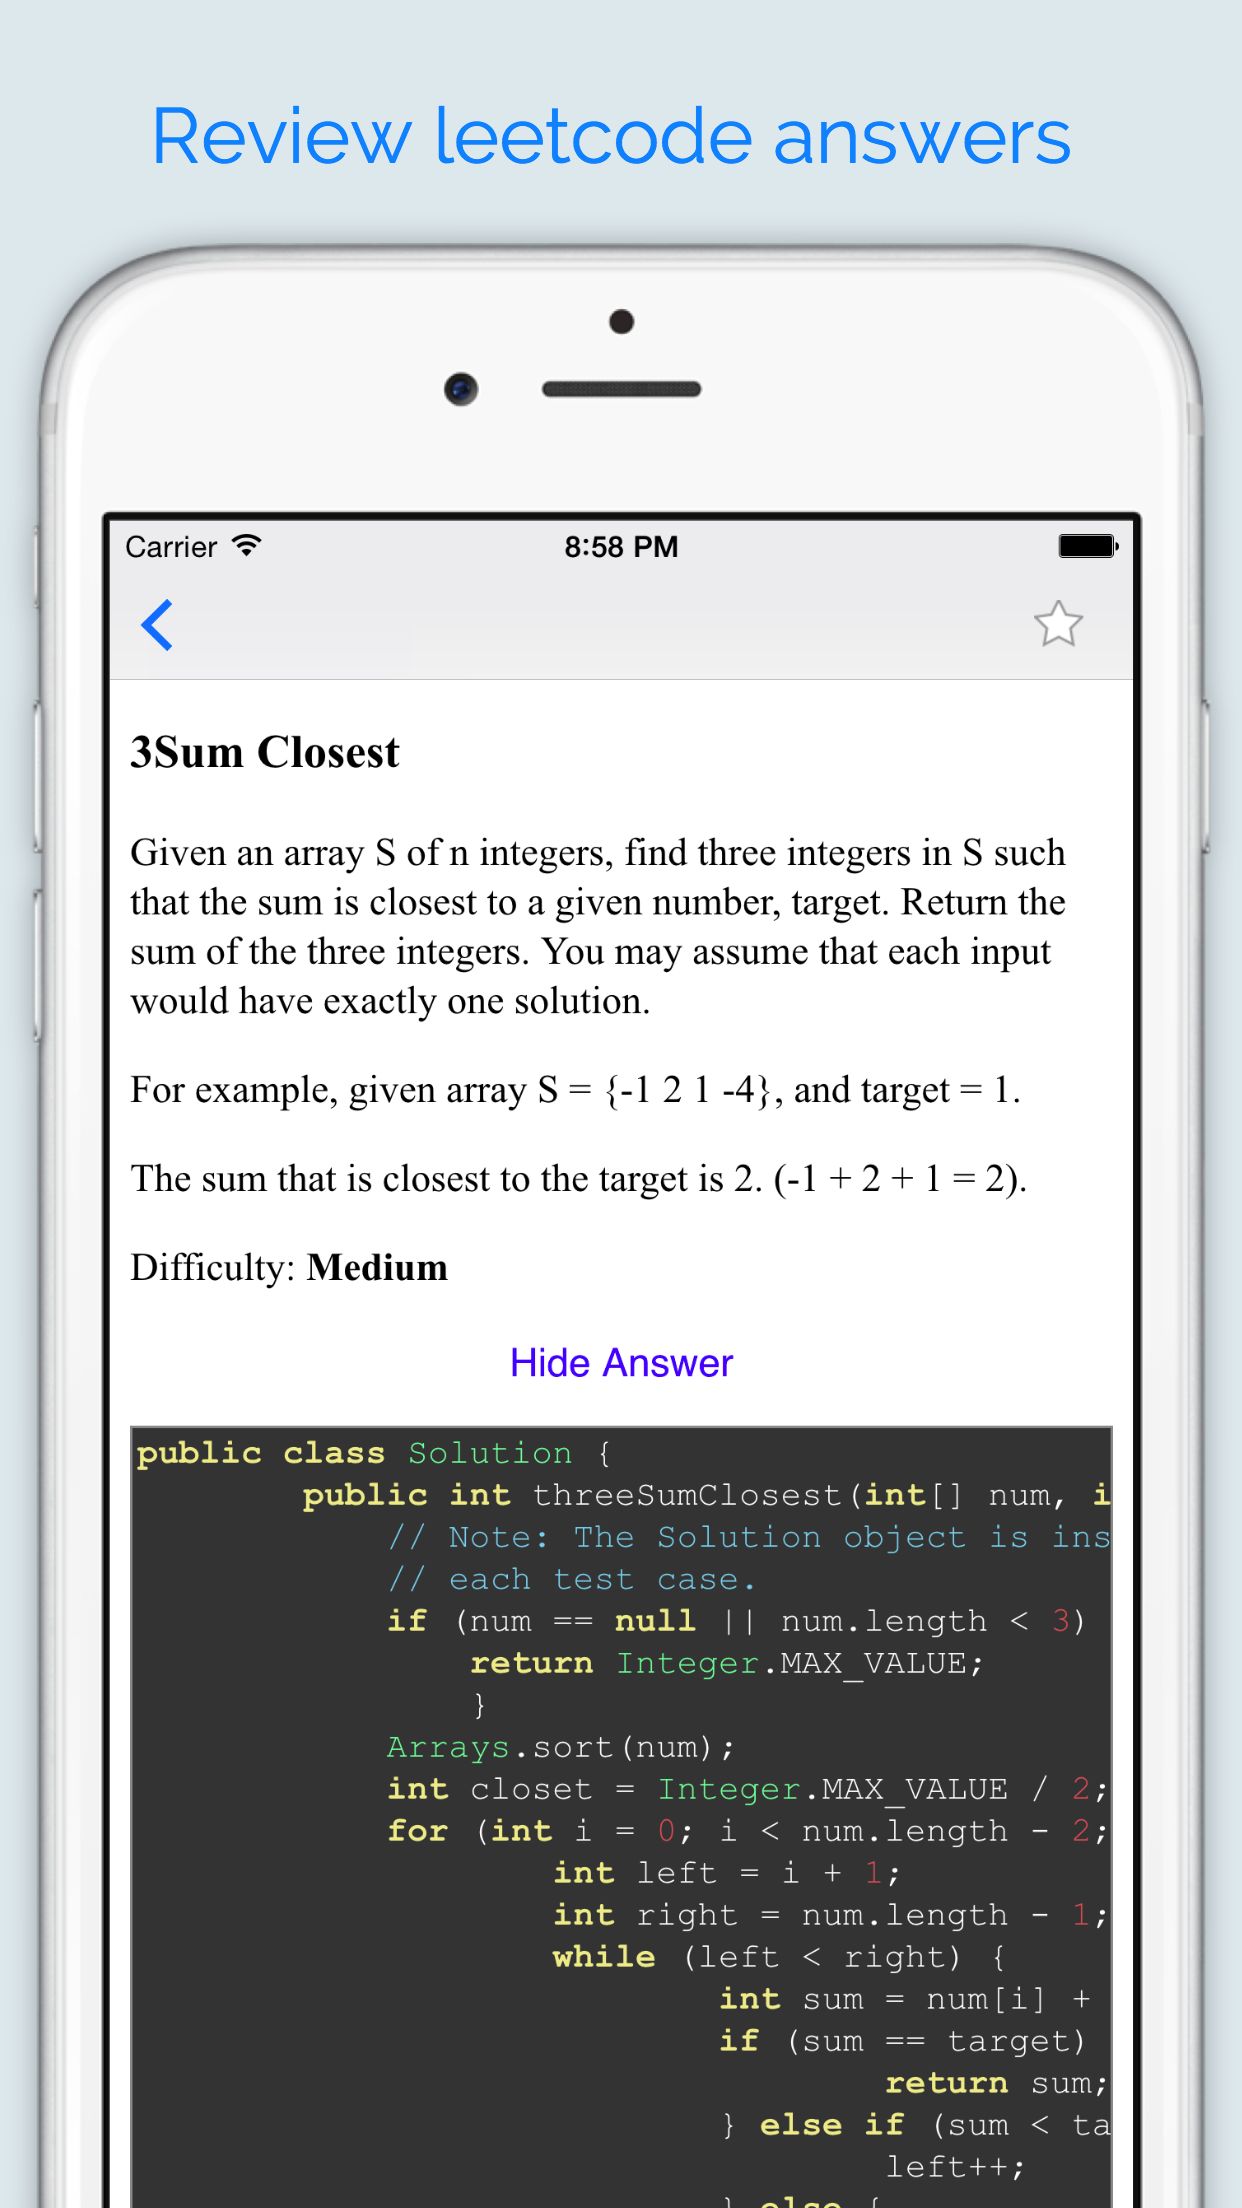 Review leetcode answers
Carrier
8:58 PM
3Sum Closest
Given an array S of n integers, find three integers in S such
that the sum is closest to a given number, target. Return the
sum of the three integers. You may assume that each input
would have exactly one solution.
For example, given array S = {-1 2 1 -4}, and target = 1.
The sum that is closest to the target is 2. (-1 + 2 + 1 = 2).
Difficulty: Medium
Hide Answer
public class Solution {
public int threeSumClosest(int[] num, i
// Note: The Solution object is ins
// each test case.
if (num == null || num.length < 3)
return Integer.MAX_VALUE;
}
Arrays.sort(num);
int closet = Integer.MAX_VALUE / 2;
for (int i = 0; i < num.length - 2;
int left = i + 1;
int right = num.length - 1;
while (left < right) {
int sum = num[i] +
if (sum == target)
return sum;
} else if (sum < ta
left++;
} else {